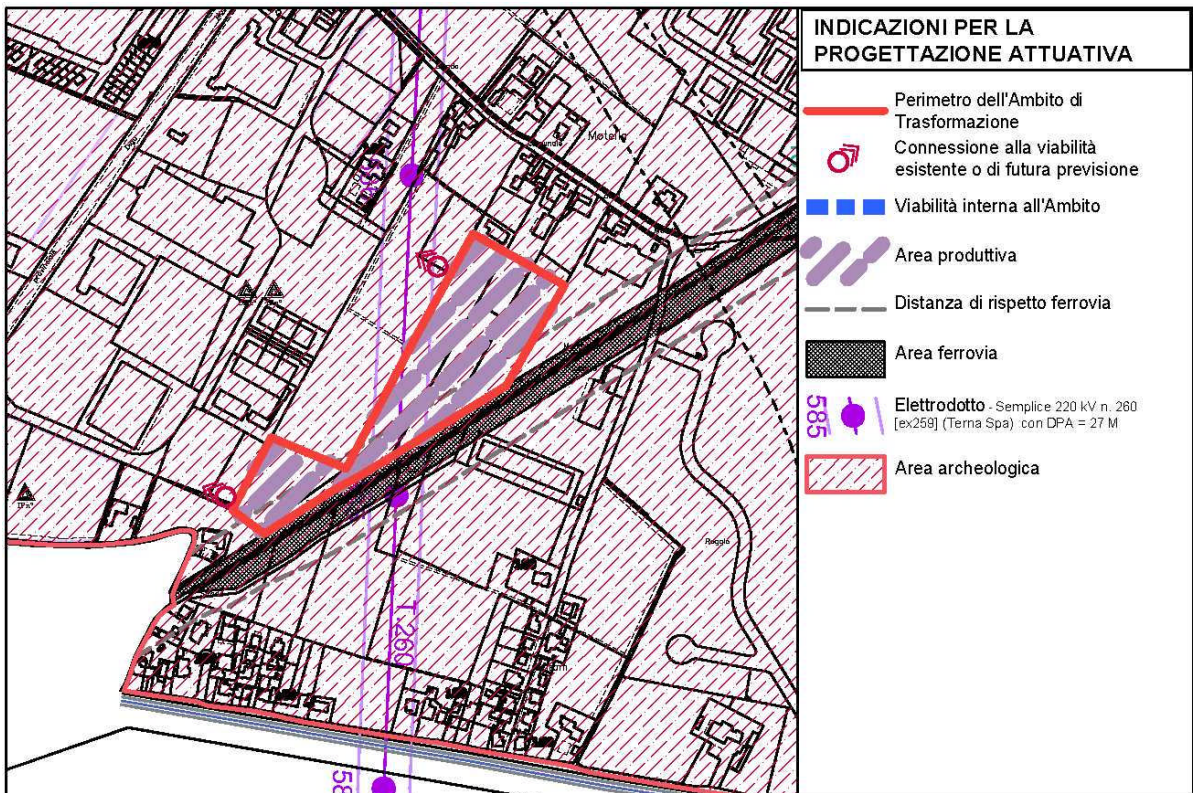 INDICAZIONI PER LA
PROGETTAZIONE ATTUATIVA
Perimetro dell'Ambito di
Trasformazione
Connessione alla viabilità
esistente o di futura previsione
Viabilità interna all'Ambito
Area produttiva
Distanza di rispetto ferrovia
Area ferrovia
585
Elettrodotto - Semplice 220 kV n. 260
[ex259] (Terna Spa) con DPA = 27 M
Area archeologica
Motella
T.260
58